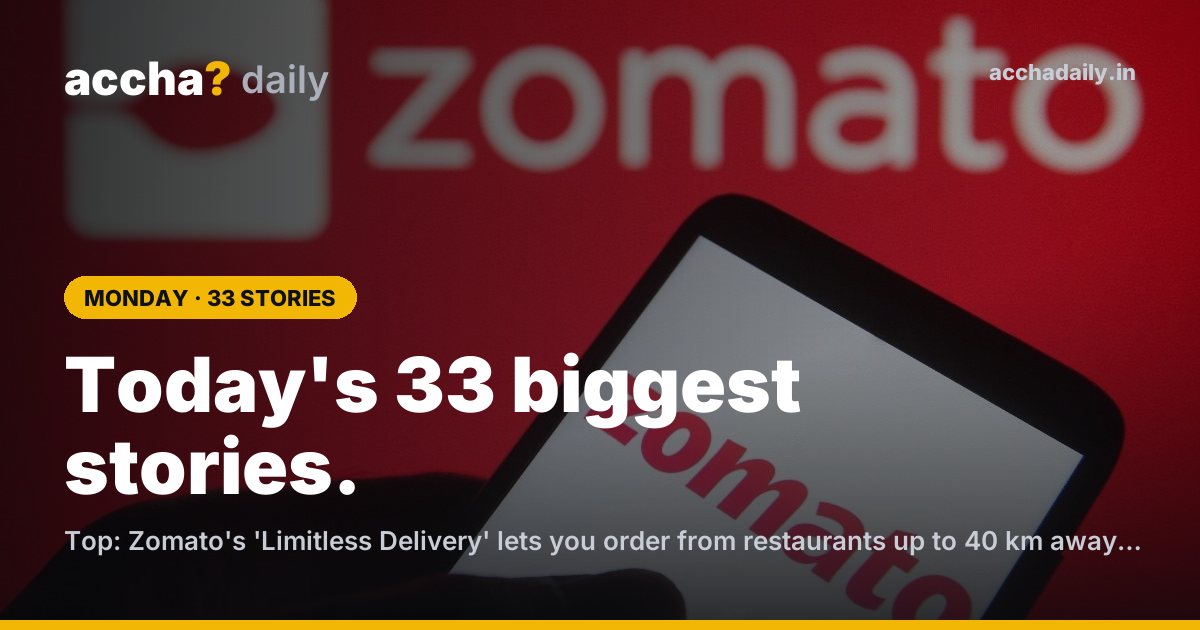 accha? daily
acchadaily.in
zomato
MONDAY · 33 STORIES
Today's 33 biggest
stories.
Top: Zomato's 'Limitless Delivery' lets you order from restaurants up to 40 km away...
zomato